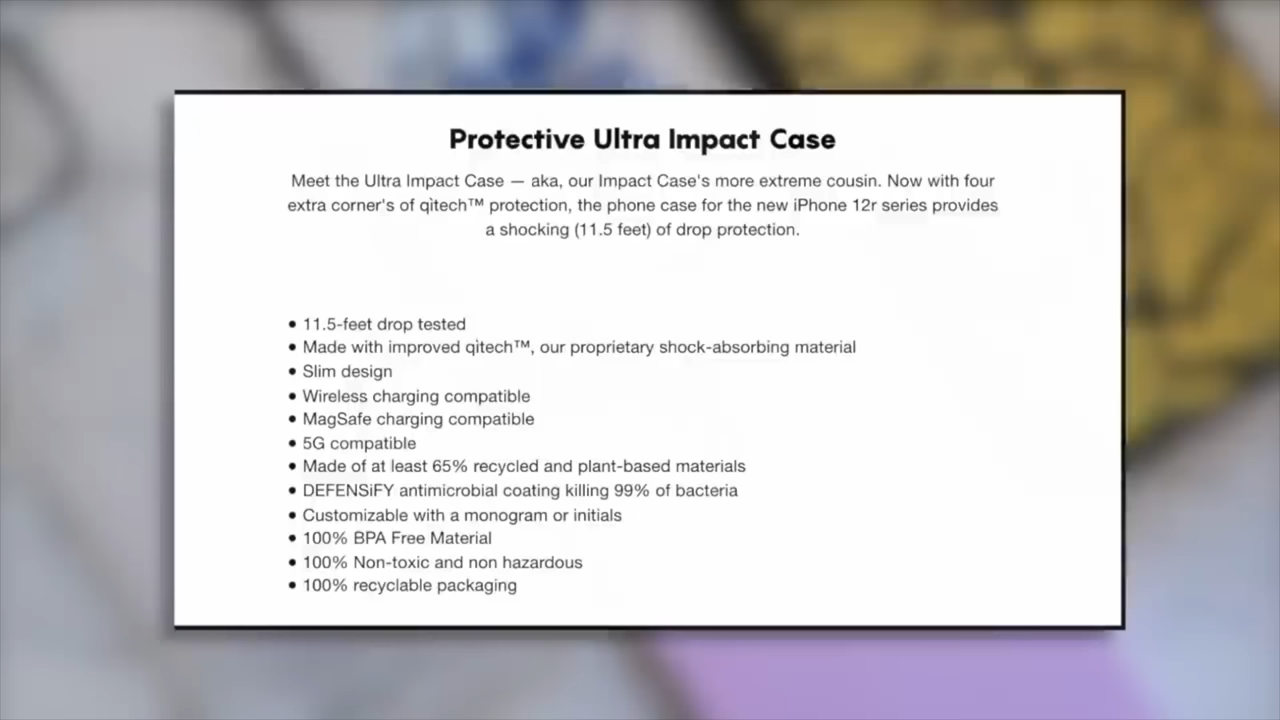 Protective Ultra Impact Case
Meet the Ultra Impact Case — aka, our Impact Case's more extreme cousin. Now with four
extra corner's of qìtech™ protection, the phone case for the new iPhone 12r series provides
a shocking (11.5 feet) of drop protection.
• 11.5-feet drop tested
• Made with improved qìtech™, our proprietary shock-absorbing material
• Slim design
• Wireless charging compatible
• MagSafe charging compatible
• 5G compatible
• Made of at least 65% recycled and plant-based materials
• DEFENSiFY antimicrobial coating killing 99% of bacteria
• Customizable with a monogram or initials
• 100% BPA Free Material
• 100% Non-toxic and non hazardous
• 100% recyclable packaging